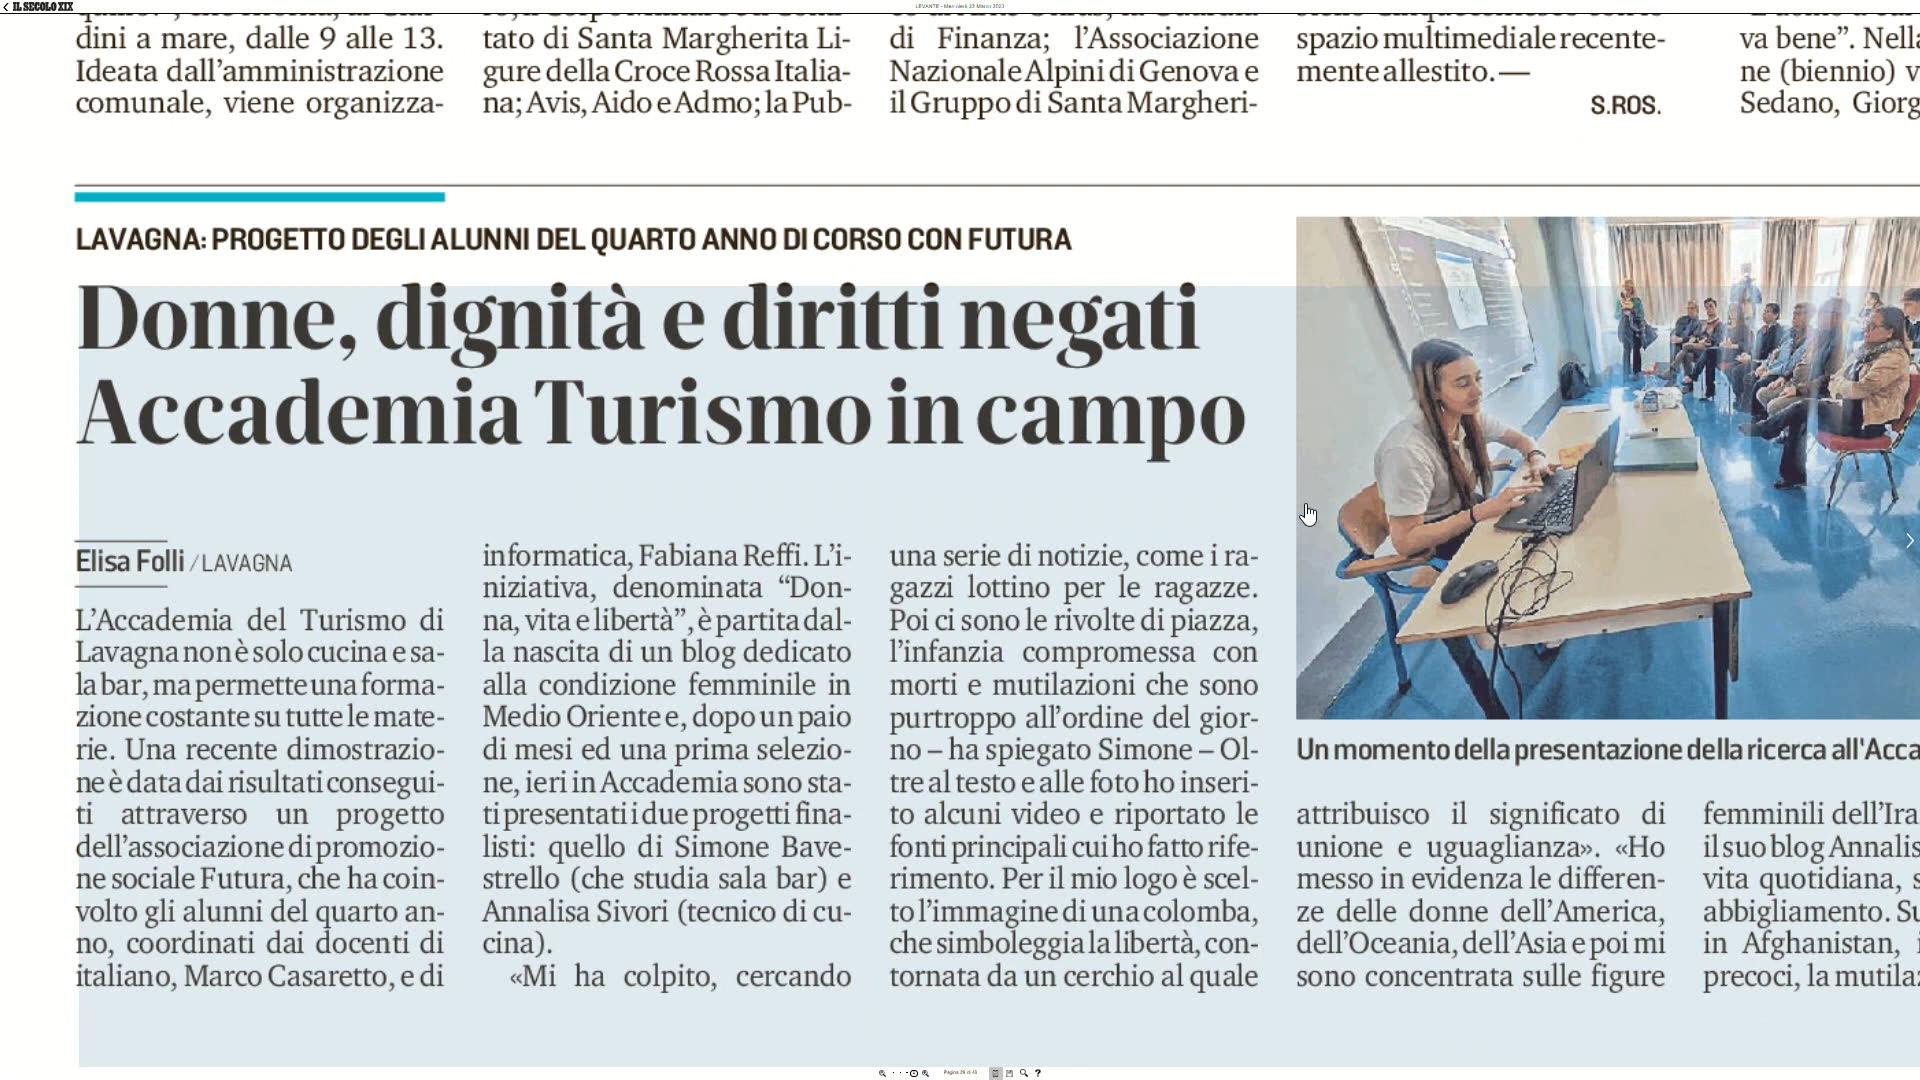 IL SECOLO XIX
LEVANTE - Mercoledì 22 Marzo 2023
dini a mare, dalle 9 alle 13.
Ideata dall'amministrazione
comunale, viene organizza-
tato di Santa Margherita Li-
gure della Croce Rossa Italia-
na; Avis, Aido e Admo; la Pub-
di Finanza; l'Associazione
Nazionale Alpini di Genova e
il Gruppo di Santa Margheri-
spazio multimediale recente-
mente allestito. —
S.ROS.
va bene”. Nella
ne (biennio) v
Sedano, Giorg
LAVAGNA: PROGETTO DEGLI ALUNNI DEL QUARTO ANNO DI CORSO CON FUTURA
Donne, dignità e diritti negati
Accademia Turismo in campo
Elisa Folli / LAVAGNA
L'Accademia del Turismo di
Lavagna non è solo cucina e sa-
la bar, ma permette una forma-
zione costante su tutte le mate-
rie. Una recente dimostrazio-
ne è data dai risultati consegui-
ti attraverso un progetto
dell'associazione di promozio-
ne sociale Futura, che ha coin-
volto gli alunni del quarto an-
no, coordinati dai docenti di
italiano, Marco Casaretto, e di
informatica, Fabiana Reffi. L'i-
niziativa, denominata “Don-
na, vita e libertà”, è partita dal-
la nascita di un blog dedicato
alla condizione femminile in
Medio Oriente e, dopo un paio
di mesi ed una prima selezio-
ne, ieri in Accademia sono sta-
ti presentati i due progetti fina-
listi: quello di Simone Bave-
strello (che studia sala bar) e
Annalisa Sivori (tecnico di cu-
cina).
«Mi ha colpito, cercando
una serie di notizie, come i ra-
gazzi lottino per le ragazze.
Poi ci sono le rivolte di piazza,
l'infanzia compromessa con
morti e mutilazioni che sono
purtroppo all'ordine del gior-
no – ha spiegato Simone – Ol-
tre al testo e alle foto ho inseri-
to alcuni video e riportato le
fonti principali cui ho fatto rife-
rimento. Per il mio logo è scel-
to l'immagine di una colomba,
che simboleggia la libertà, con-
tornata da un cerchio al quale
Un momento della presentazione della ricerca all'Acca
attribuisco il significato di
unione e uguaglianza». «Ho
messo in evidenza le differen-
ze delle donne dell'America,
dell'Oceania, dell'Asia e poi mi
sono concentrata sulle figure
femminili dell'Ira
il suo blog Annalis
vita quotidiana, s
abbigliamento. Su
in Afghanistan, i
precoci, la mutilaz
Pagina 29 di 45